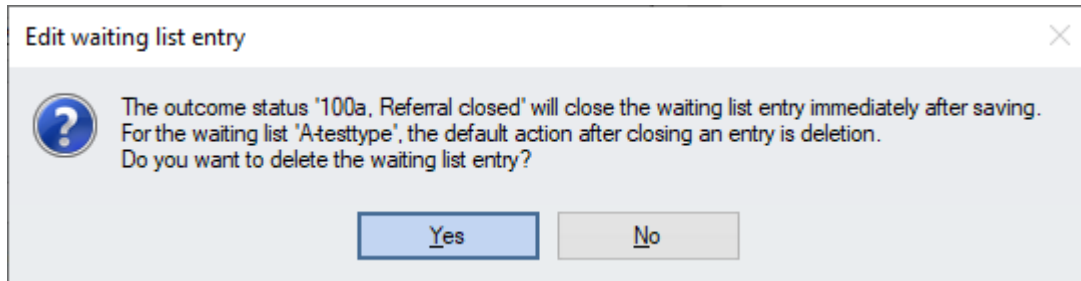 Edit waiting list entry
The outcome status '100a, Referral closed' will close the waiting list entry immediately after saving.
For the waiting list 'A-testtype', the default action after closing an entry is deletion.
Do you want to delete the waiting list entry?
Yes No